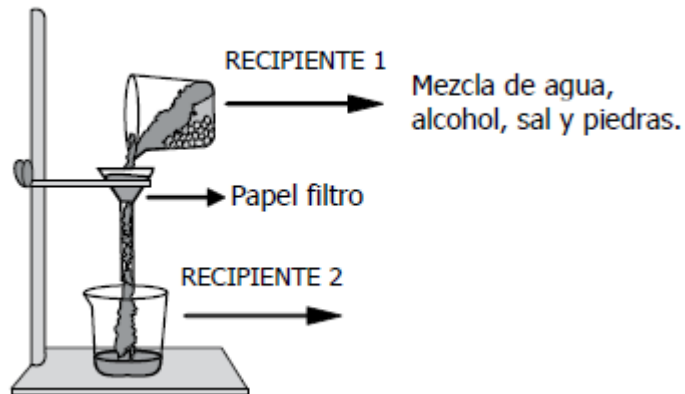 RECIPIENTE 1
Mezcla de agua,
alcohol, sal y piedras.
Papel filtro
RECIPIENTE 2